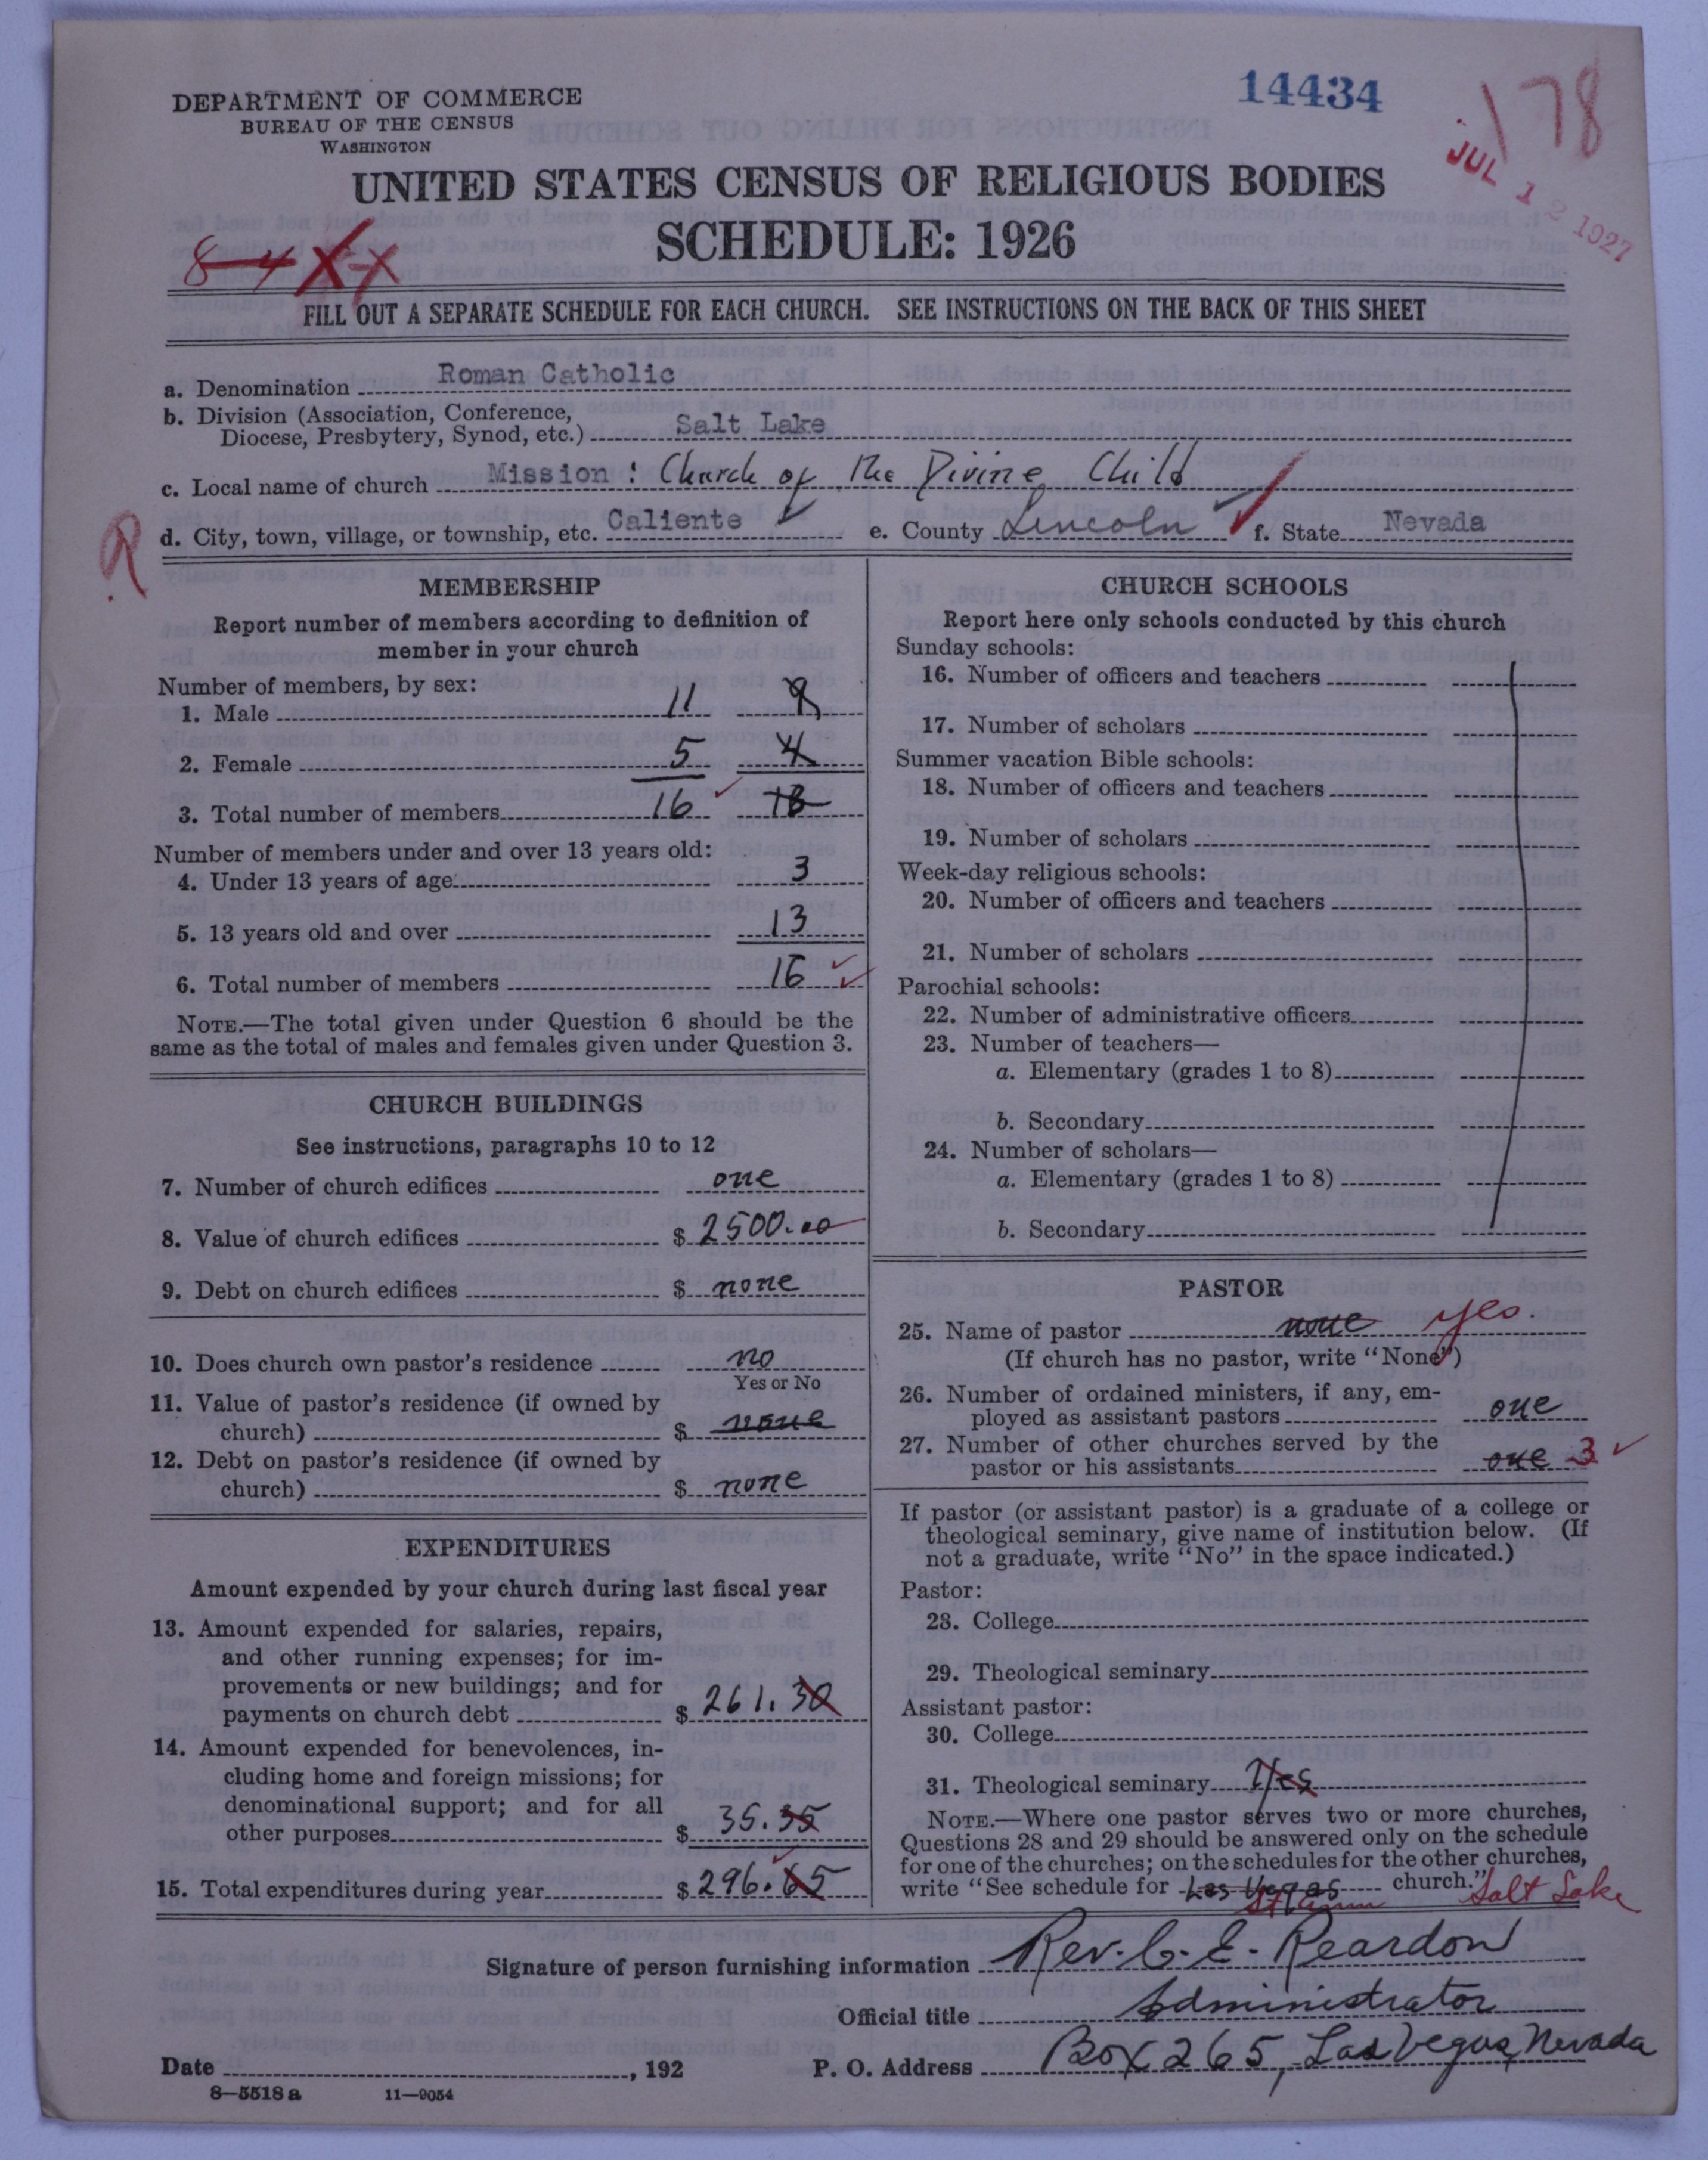 14434
178
JUL 12 1927
DEPARTMENT OF COMMERCE
BUREAU OF THE CENSUS
WASHINGTON
UNITED STATES CENSUS OF RELIGIOUS BODIES
SCHEDULE: 1926
8-4 X-X
FILL OUT A SEPARATE SCHEDULE FOR EACH CHURCH. SEE INSTRUCTIONS ON THE BACK OF THIS SHEET
a. Denomination Roman Catholic
b. Division (Association, Conference,
Diocese, Presbytery, Synod, etc.) Salt Lake
c. Local name of church Mission: Church of The Divine Child
R
d. City, town, village, or township, etc. Caliente e. County Lincoln f. State Nevada
MEMBERSHIP
Report number of members according to definition of
member in your church
Number of members, by sex:
1. Male 11 9
2. Female 5 4
3. Total number of members 16 13
Number of members under and over 13 years old:
4. Under 13 years of age 3
5. 13 years old and over 13
6. Total number of members 16
NOTE.—The total given under Question 6 should be the
same as the total of males and females given under Question 3.
CHURCH BUILDINGS
See instructions, paragraphs 10 to 12
7. Number of church edifices one
8. Value of church edifices $ 2500.00
9. Debt on church edifices $ none
10. Does church own pastor's residence no
Yes or No
11. Value of pastor's residence (if owned by
church) $ none
12. Debt on pastor's residence (if owned by
church) $ none
EXPENDITURES
Amount expended by your church during last fiscal year
13. Amount expended for salaries, repairs,
and other running expenses; for im-
provements or new buildings; and for
payments on church debt $ 261.30
14. Amount expended for benevolences, in-
cluding home and foreign missions; for
denominational support; and for all
other purposes $ 35.35
15. Total expenditures during year $ 296.65
CHURCH SCHOOLS
Report here only schools conducted by this church
Sunday schools:
16. Number of officers and teachers
17. Number of scholars
Summer vacation Bible schools:
18. Number of officers and teachers
19. Number of scholars
Week-day religious schools:
20. Number of officers and teachers
21. Number of scholars
Parochial schools:
22. Number of administrative officers
23. Number of teachers—
a. Elementary (grades 1 to 8)
b. Secondary
24. Number of scholars—
a. Elementary (grades 1 to 8)
b. Secondary
PASTOR
25. Name of pastor none yes
(If church has no pastor, write "None")
26. Number of ordained ministers, if any, em-
ployed as assistant pastors one
27. Number of other churches served by the
pastor or his assistants one 3
If pastor (or assistant pastor) is a graduate of a college or
theological seminary, give name of institution below. (If
not a graduate, write "No" in the space indicated.)
Pastor:
28. College
29. Theological seminary
Assistant pastor:
30. College
31. Theological seminary Yes
NOTE.—Where one pastor serves two or more churches,
Questions 28 and 29 should be answered only on the schedule
for one of the churches; on the schedules for the other churches,
write "See schedule for Las Vegas church."
St Ann Salt Lake
Signature of person furnishing information Rev. C. E. Reardon
Official title Administrator
Date , 192 P. O. Address Box 265, Las Vegas, Nevada
8—5518 a 11—9054